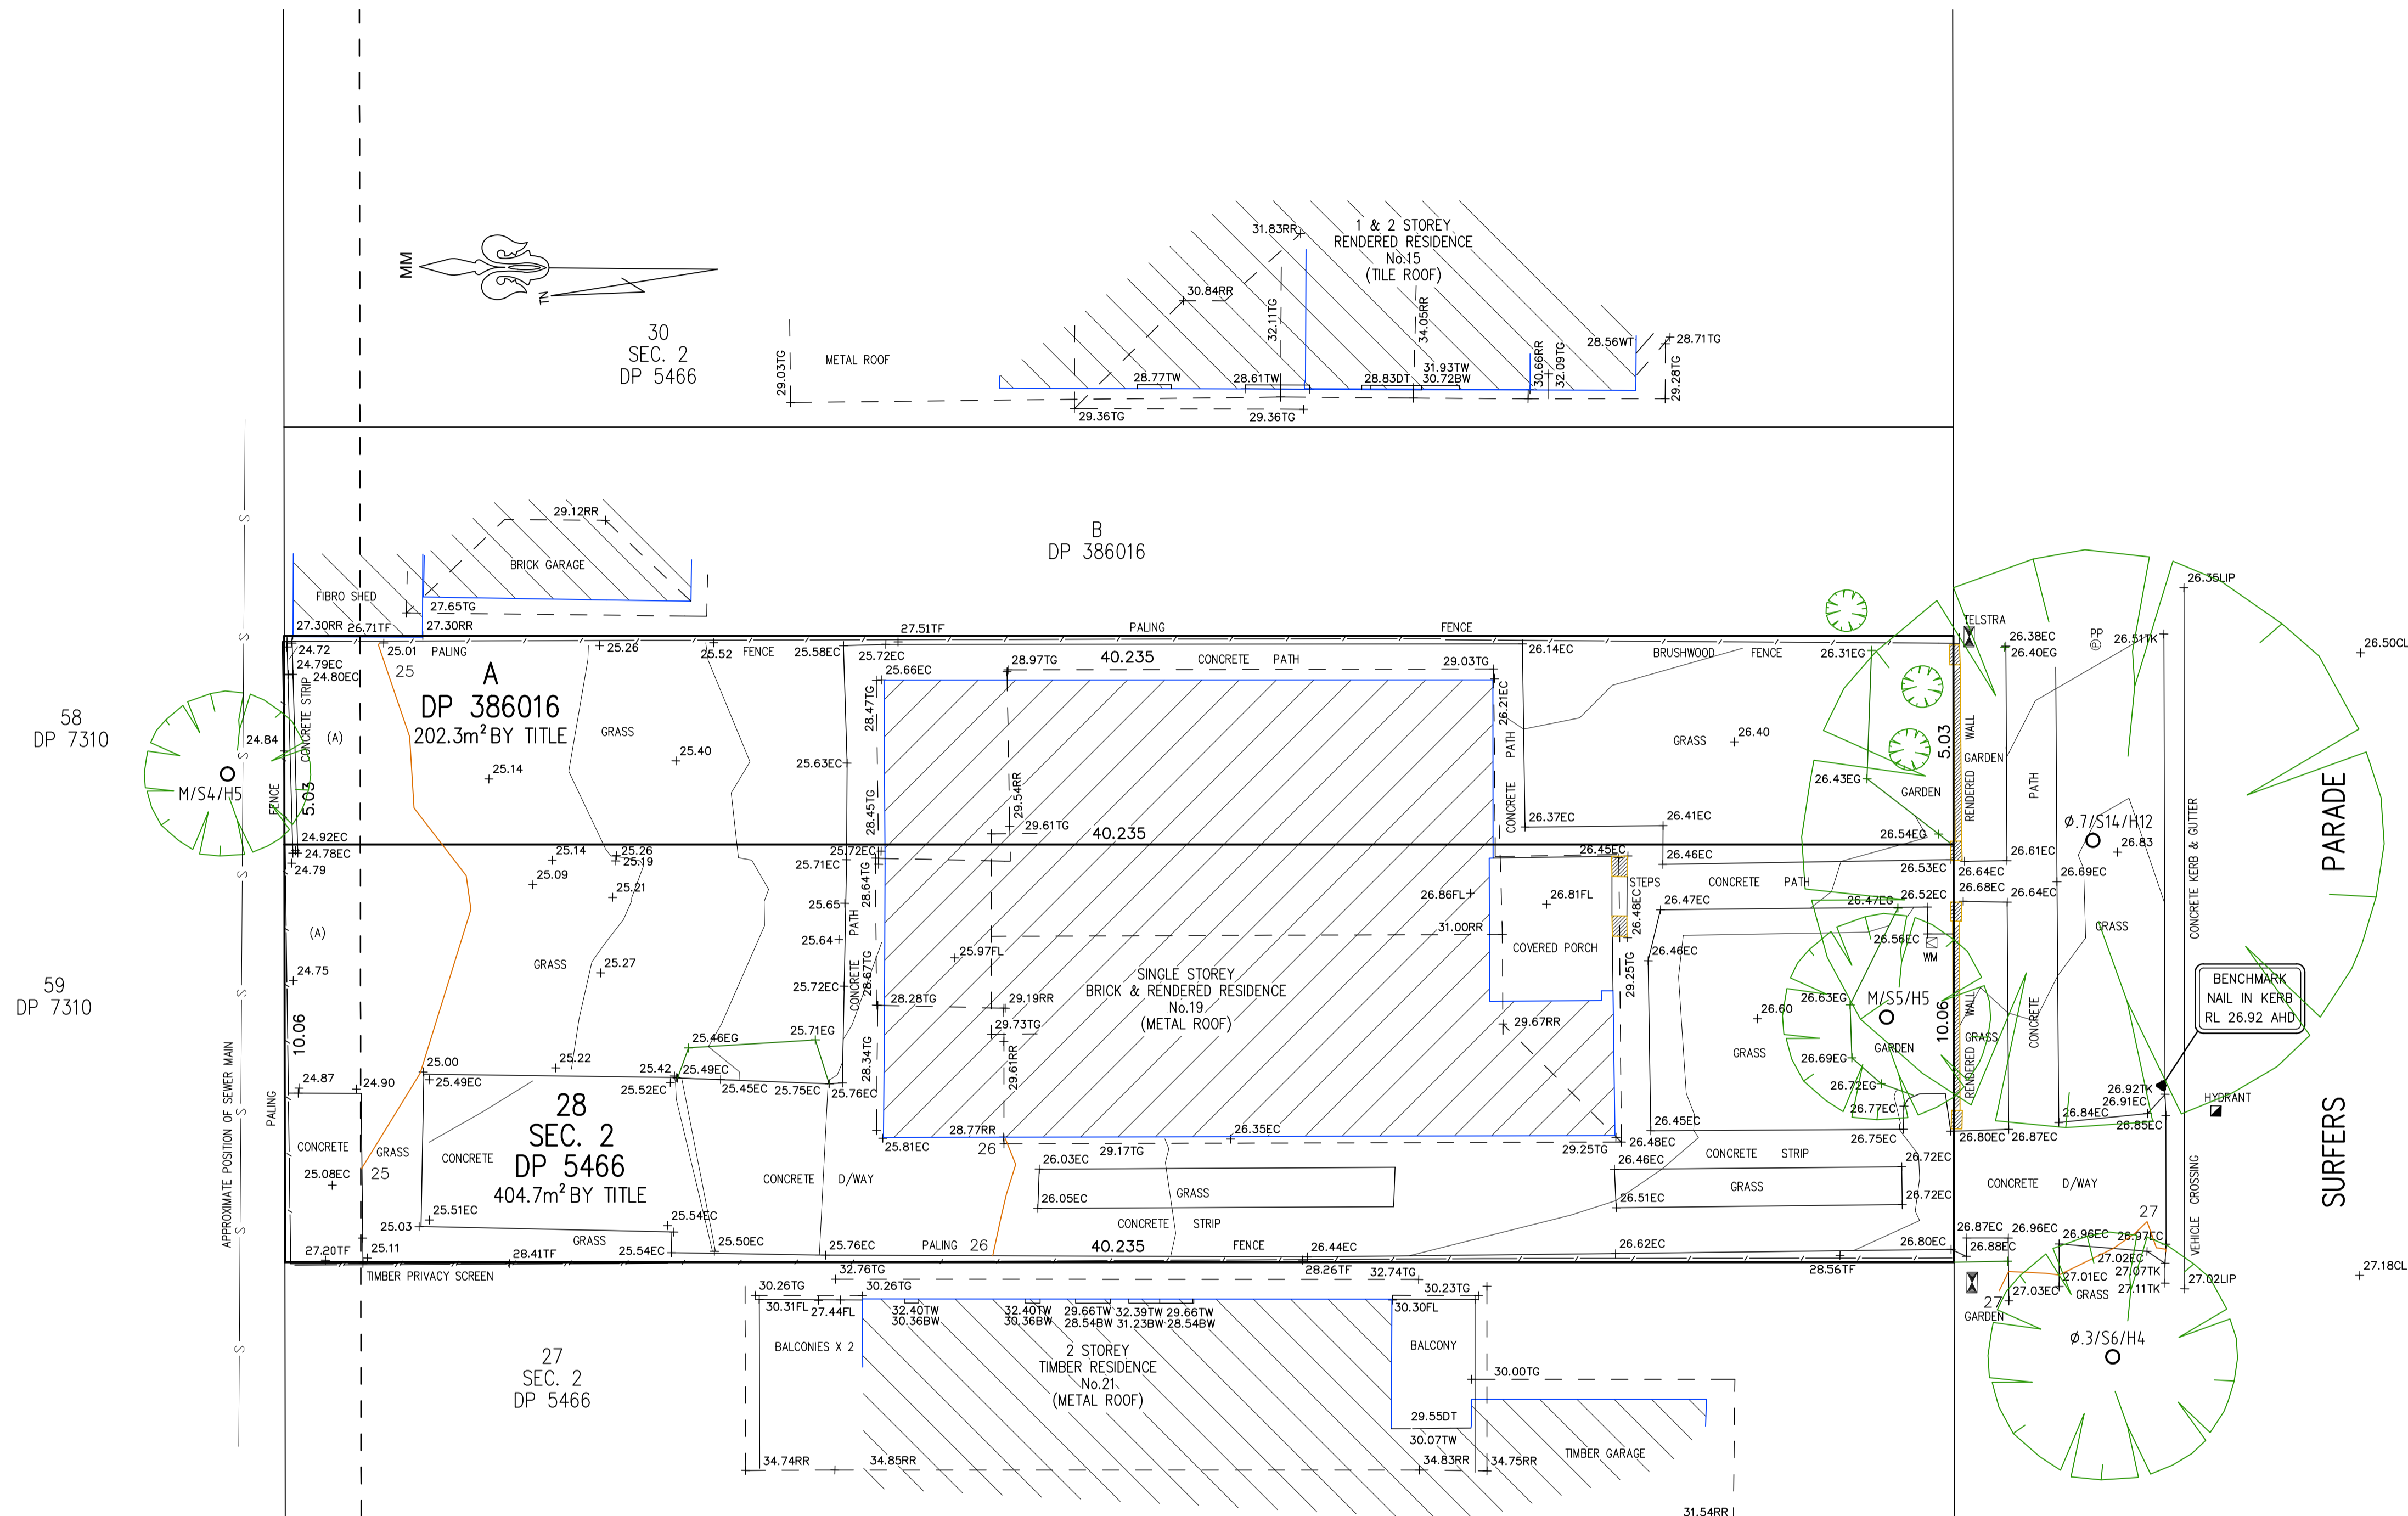 1 & 2 STOREY
RENDERED RESIDENCE
No.15
(TILE ROOF)
31.83RR
30.84RR
32.11TG
34.05RR
28.56WT
28.71TG
29.28TG
30.66RR
32.09TG
31.93TW
30.72BW
28.83DT
28.61TW
28.77TW
29.36TG
29.36TG
29.03TG
METAL ROOF
MM
TN
30
SEC. 2
DP 5466
B
DP 386016
29.12RR
BRICK GARAGE
FIBRO SHED
27.65TG
27.30RR
26.71TF
27.30RR
27.51TF
PALING
FENCE
24.72
25.01
PALING
25.26
25.52
FENCE
25.58EC
25.72EC
25.66EC
28.97TG
40.235
CONCRETE PATH
29.03TG
26.14EC
BRUSHWOOD FENCE
26.31EG
TELSTRA
26.38EC
26.40EG
PP
26.51TK
26.35LIP
26.50CL
24.79EC
24.80EC
25
CONCRETE STRIP
(A)
24.84
5.03
FENCE
A
DP 386016
202.3m² BY TITLE
GRASS
25.14
25.40
25.63EC
28.47TG
28.45TG
29.54RR
29.61TG
40.235
26.21EC
CONCRETE PATH
GRASS
26.40
26.43EG
GARDEN
26.54EG
5.03
RENDERED WALL
GARDEN
PATH
58
DP 7310
M/S4/H5
24.92EC
24.78EC
24.79
25.14
25.09
25.26
25.19
25.21
25.72EC
25.71EC
28.64TG
25.65
25.64
CONCRETE PATH
28.67TG
25.72EC
26.37EC
26.41EC
26.45EC
26.46EC
26.53EC
26.64EC
26.68EC
26.61EC
26.64EC
26.69EC
Φ.7/S14/H12
26.83
GRASS
CONCRETE KERB & GUTTER
PARADE
STEPS
CONCRETE PATH
26.47EC
26.47EG
26.52EC
26.56EC
WM
26.48EC
26.46EC
26.86FL
26.81FL
31.00RR
COVERED PORCH
25.97FL
SINGLE STOREY
BRICK & RENDERED RESIDENCE
No.19
(METAL ROOF)
29.25TG
29.67RR
(A)
24.75
GRASS
25.27
59
DP 7310
10.06
28.28TG
29.19RR
29.73TG
29.61RR
28.34TG
25.46EG
25.71EG
26.60
GRASS
26.63EG
M/S5/H5
26.69EG
GARDEN
26.72EG
10.06
RENDERED WALL
GRASS
CONCRETE
BENCHMARK
NAIL IN KERB
RL 26.92 AHD
APPROXIMATE POSITION OF SEWER MAIN
PALING
24.87
24.90
25.00
25.49EC
25.22
25.42
25.49EC
25.52EC
25.45EC
25.75EC
25.76EC
28
SEC. 2
DP 5466
404.7m² BY TITLE
CONCRETE
GRASS
CONCRETE
25.08EC
25
25.81EC
28.77RR
26
26.35EC
29.17TG
29.25TG
26.48EC
26.45EC
26.77EC
26.75EC
26.80EC
26.87EC
26.84EC
26.92TK
26.91EC
26.85EC
HYDRANT
SURFERS
26.03EC
26.46EC
CONCRETE STRIP
26.72EC
CONCRETE D/WAY
GRASS
26.05EC
26.51EC
GRASS
26.72EC
CONCRETE D/WAY
VEHICLE CROSSING
25.51EC
25.03
25.54EC
GRASS
25.54EC
25.50EC
25.76EC
CONCRETE STRIP
PALING
26
40.235
FENCE
26.44EC
26.62EC
26.80EC
26.87EC
26.88EC
26.96EC
26.96EC
26.97EC
27
27.20TF
25.11
28.41TF
TIMBER PRIVACY SCREEN
28.26TF
28.56TF
27.02EC
27.01EC
27.07TK
27.03EC
27.11TK
27.02LIP
27.18CL
27
GRASS
GARDEN
Φ.3/S6/H4
32.76TG
32.74TG
30.26TG
30.26TG
30.23TG
30.31FL
27.44FL
32.40TW
30.36BW
32.40TW
30.36BW
29.66TW
28.54BW
32.39TW
31.23BW
29.66TW
28.54BW
30.30FL
BALCONIES X 2
BALCONY
27
SEC. 2
DP 5466
2 STOREY
TIMBER RESIDENCE
No.21
(METAL ROOF)
30.00TG
29.55DT
30.07TW
TIMBER GARAGE
34.74RR
34.85RR
34.83RR
34.75RR
31.54RR